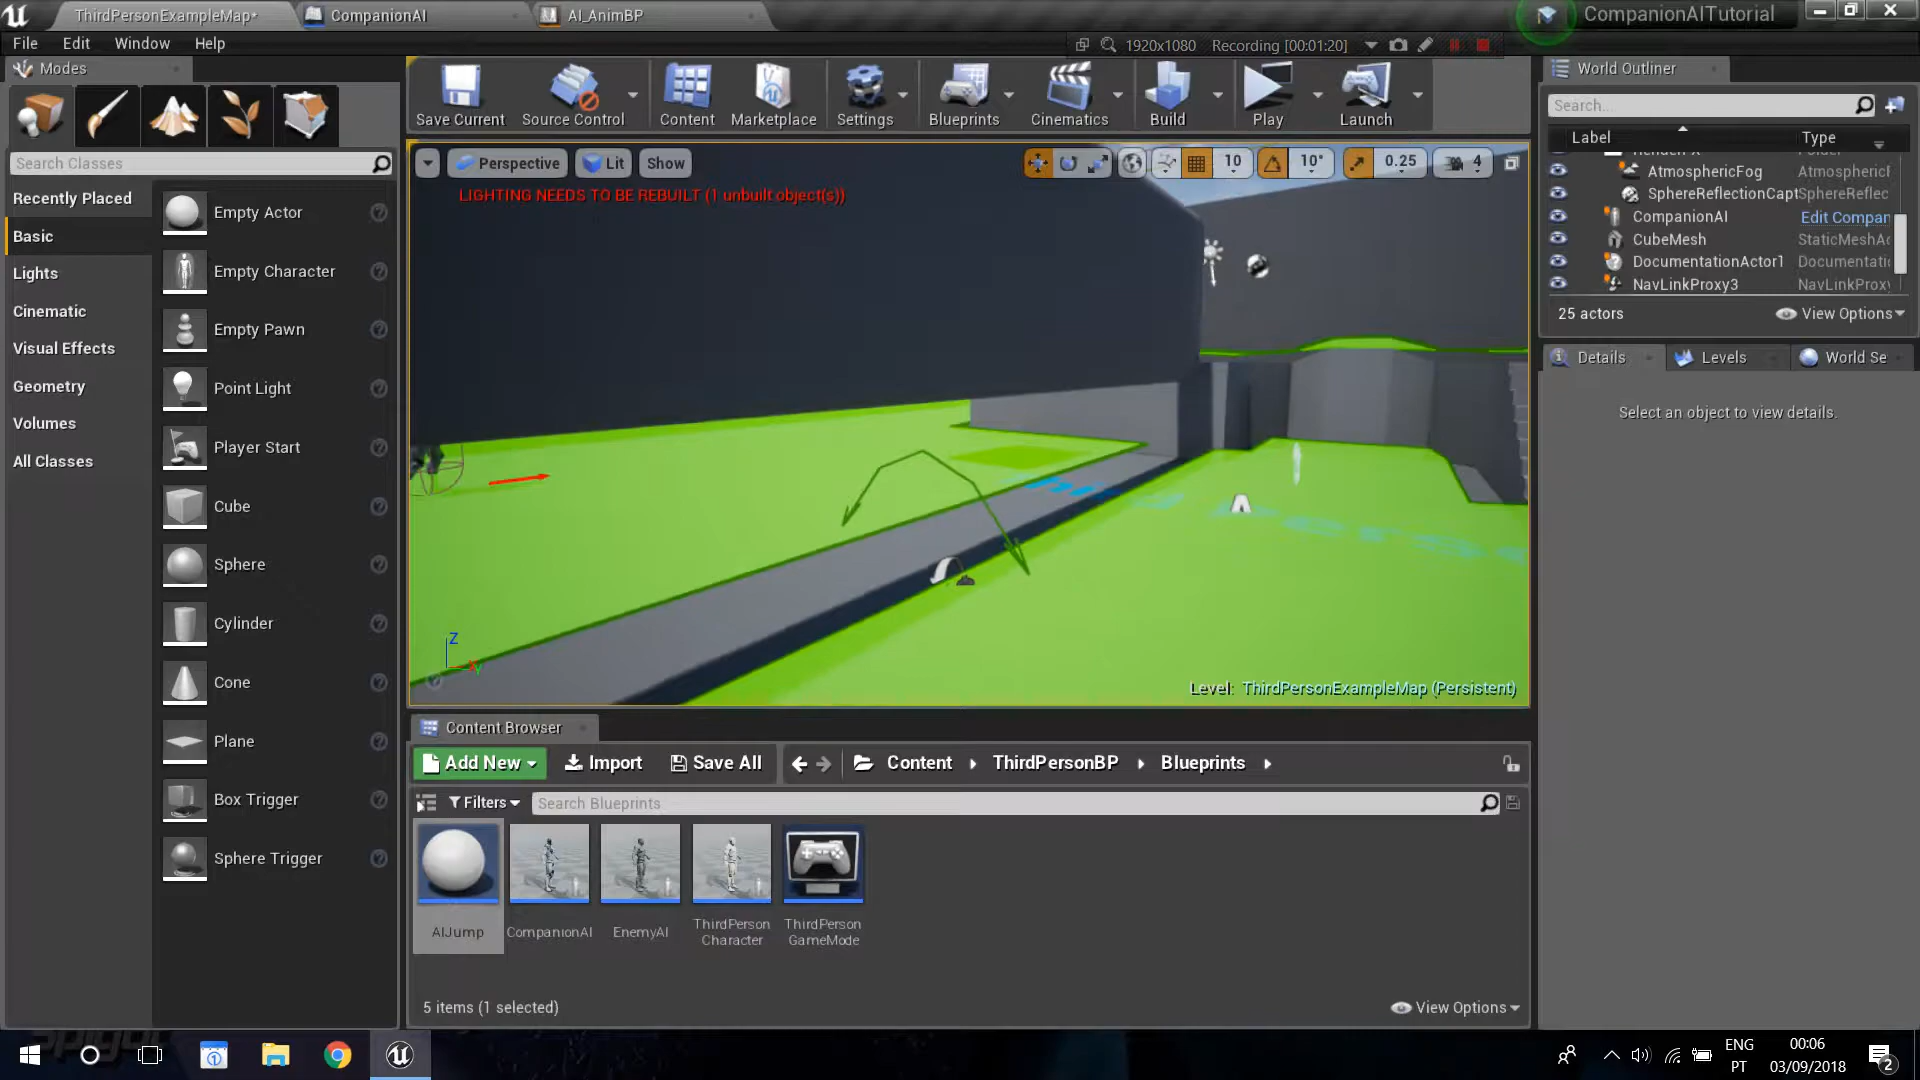 ThirdPersonExampleMap*
CompanionAI
AI_AnimBP
CompanionAITutorial
File
Edit
Window
Help
1920x1080
Recording [00:01:20]
Modes
World Outliner
Save Current
Source Control
Content
Marketplace
Settings
Blueprints
Cinematics
Build
Play
Launch
Search...
Label
Type
Search Classes
Perspective
Lit
Show
10
10°
0.25
4
LIGHTING NEEDS TO BE REBUILT (1 unbuilt object(s))
AtmosphericFog
SphereReflectionCapt
SphereReflec
CompanionAI
Edit Compan
CubeMesh
DocumentationActor1
NavLinkProxy3
25 actors
View Options
Recently Placed
Basic
Lights
Cinematic
Visual Effects
Geometry
Volumes
All Classes
Empty Actor
Empty Character
Empty Pawn
Point Light
Player Start
Cube
Sphere
Cylinder
Cone
Plane
Box Trigger
Sphere Trigger
Details
Levels
World Se
Select an object to view details.
Z
Y
Level: ThirdPersonExampleMap (Persistent)
Content Browser
Add New
Import
Save All
Content
ThirdPersonBP
Blueprints
Filters
Search Blueprints
AIJump
CompanionAI
EnemyAI
ThirdPerson
Character
ThirdPerson
GameMode
5 items (1 selected)
View Options
ENG
PT
00:06
03/09/2018
2